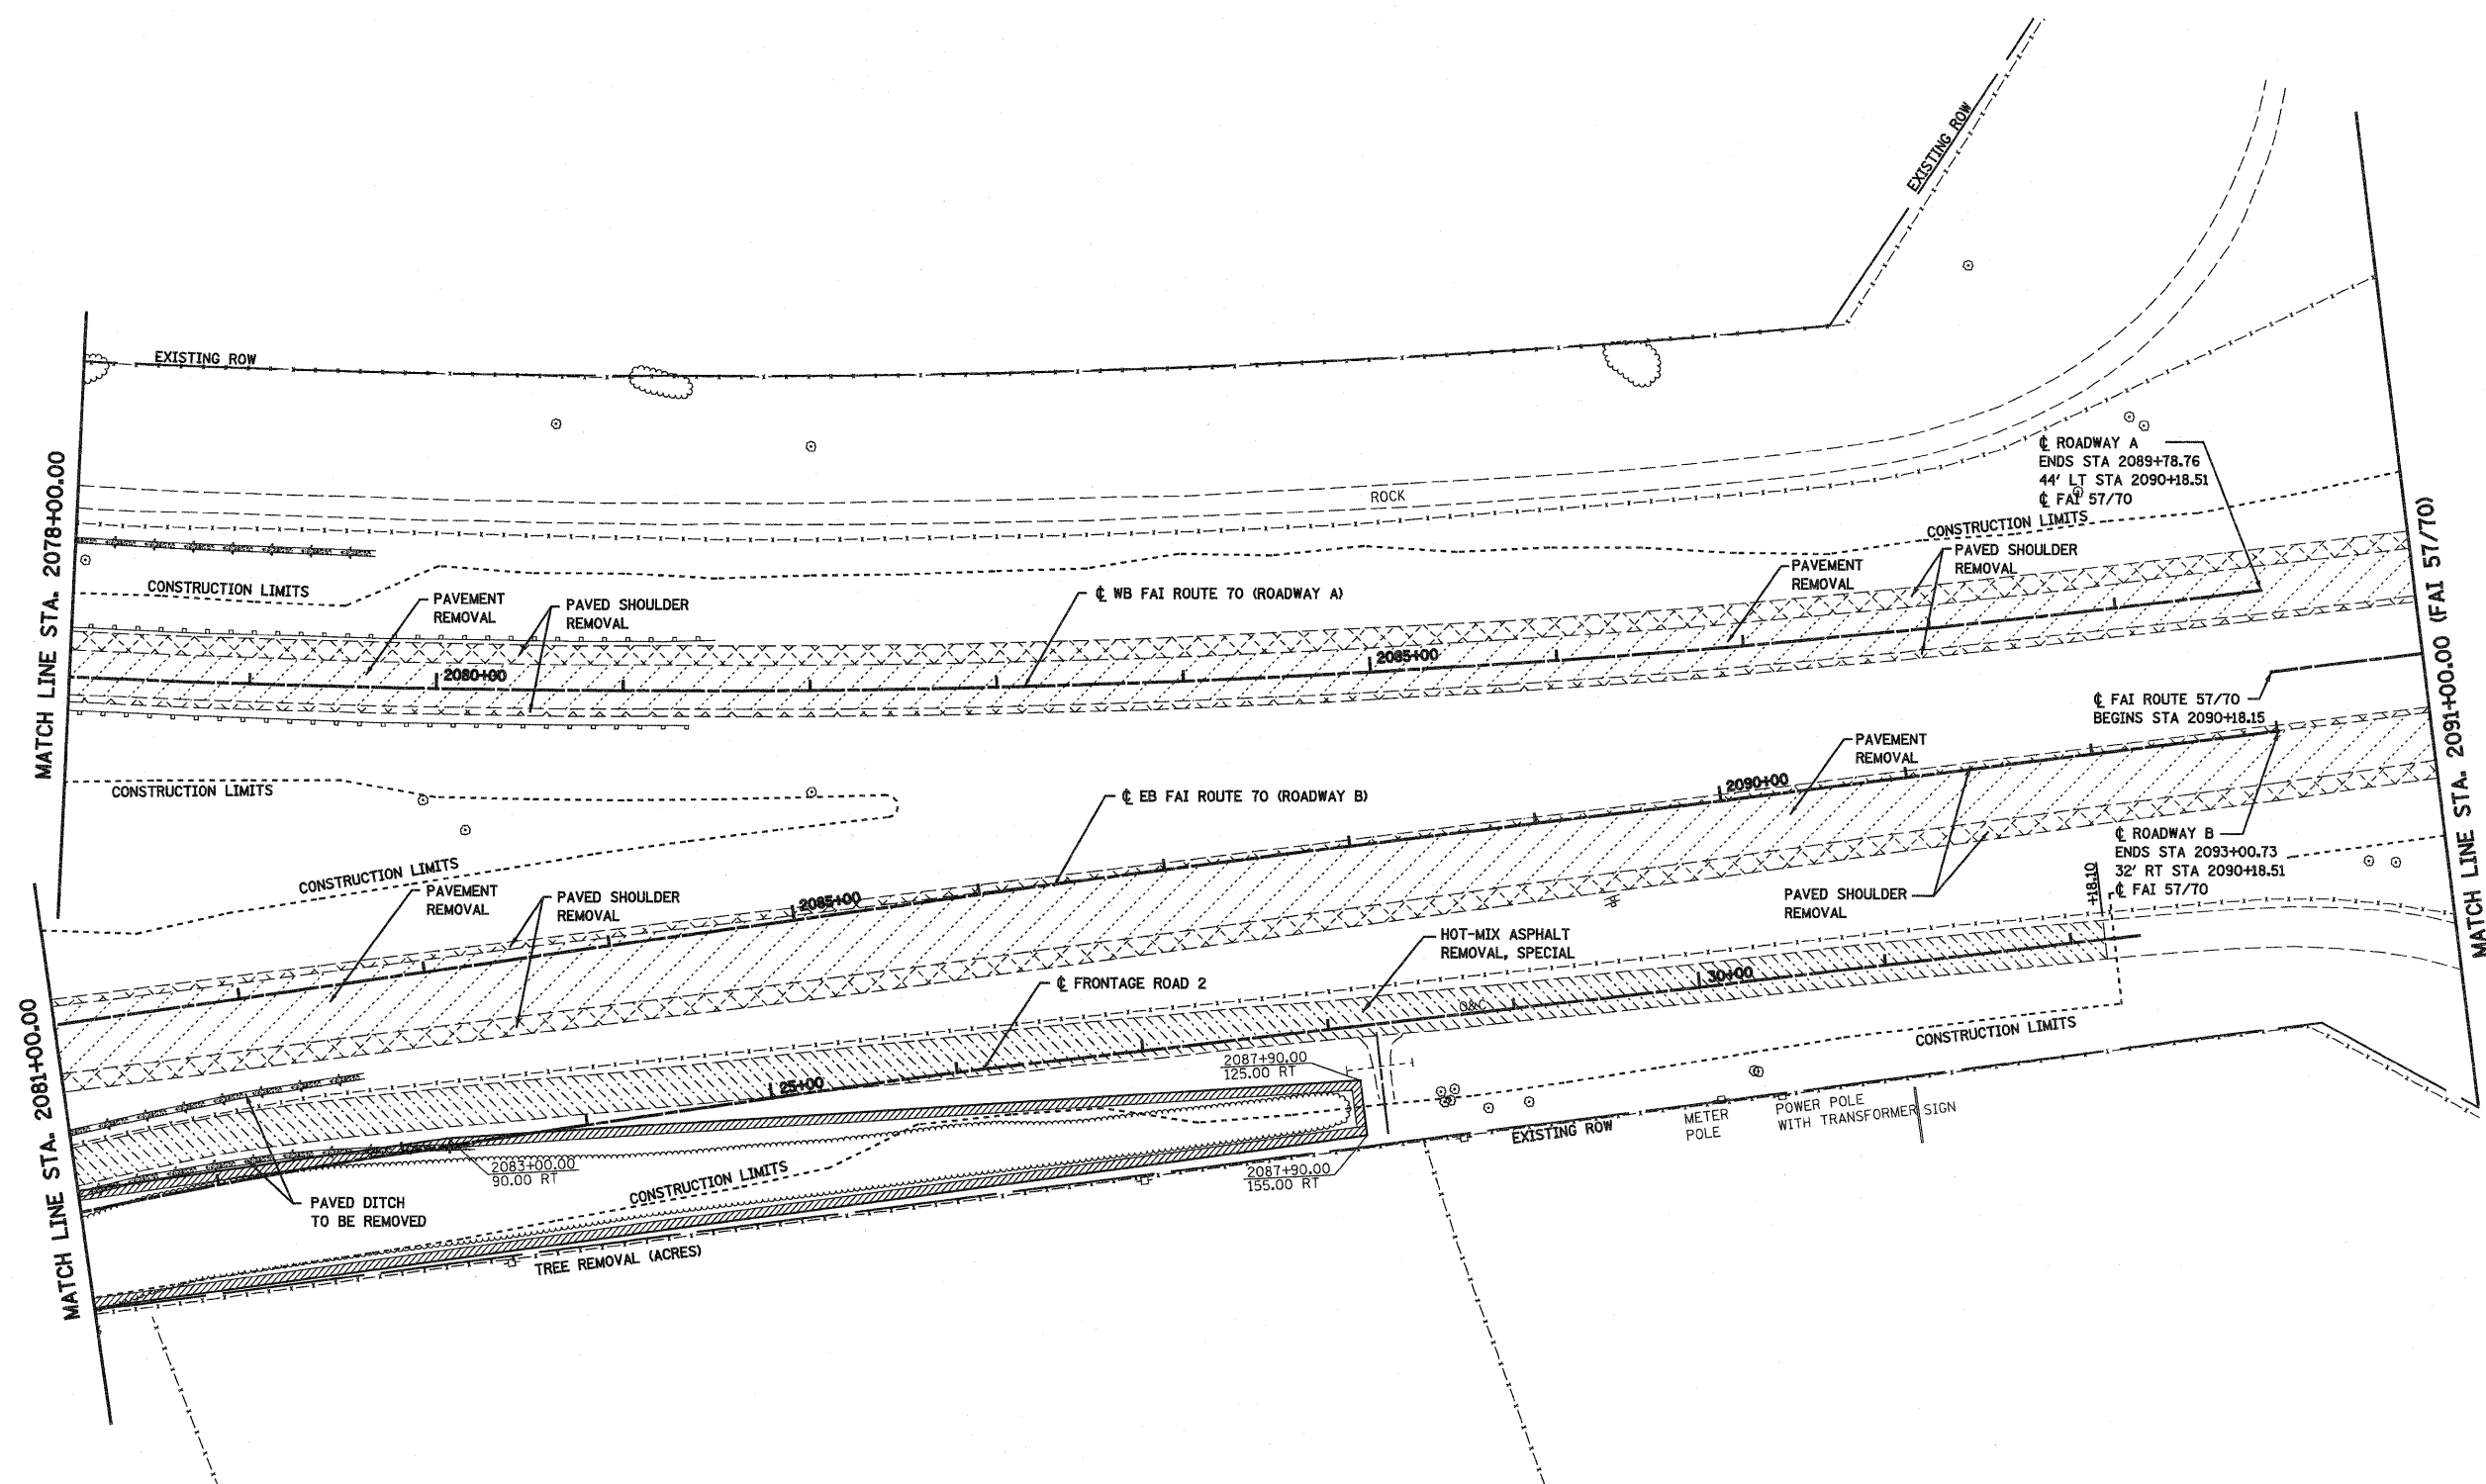 EXISTING ROW
EXISTING ROW
MATCH LINE STA. 2078+00.00
ROCK
℄ ROADWAY A
ENDS STA 2089+78.76
44' LT STA 2090+18.51
℄ FAI 57/70
CONSTRUCTION LIMITS
PAVED SHOULDER
REMOVAL
PAVEMENT
REMOVAL
CONSTRUCTION LIMITS
PAVEMENT
REMOVAL
PAVED SHOULDER
REMOVAL
℄ WB FAI ROUTE 70 (ROADWAY A)
2080+00
2085+00
℄ FAI ROUTE 57/70
BEGINS STA 2090+18.15
MATCH LINE STA. 2091+00.00 (FAI 57/70)
CONSTRUCTION LIMITS
℄ EB FAI ROUTE 70 (ROADWAY B)
PAVEMENT
REMOVAL
2090+00
CONSTRUCTION LIMITS
PAVEMENT
REMOVAL
PAVED SHOULDER
REMOVAL
2085+00
PAVED SHOULDER
REMOVAL
℄ ROADWAY B
ENDS STA 2093+00.73
32' RT STA 2090+18.51
℄ FAI 57/70
+18.10
MATCH LINE STA.
HOT-MIX ASPHALT
REMOVAL, SPECIAL
℄ FRONTAGE ROAD 2
30+00
O&C
25+00
2087+90.00
125.00 RT
CONSTRUCTION LIMITS
MATCH LINE STA. 2081+00.00
METER
POLE
POWER POLE
WITH TRANSFORMER
SIGN
EXISTING ROW
2083+00.00
90.00 RT
2087+90.00
155.00 RT
CONSTRUCTION LIMITS
PAVED DITCH
TO BE REMOVED
TREE REMOVAL (ACRES)